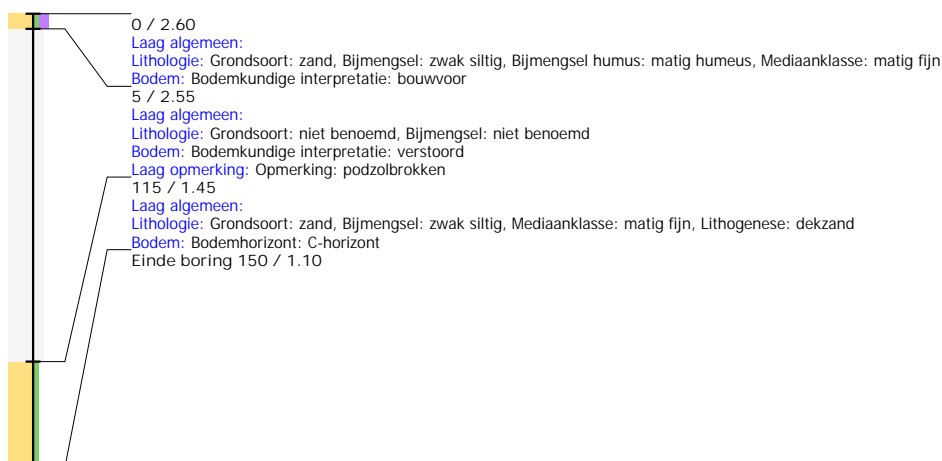 0 / 2.60
Laag algemeen:
Lithologie: Grondsoort: zand, Bijmengsel: zwak siltig, Bijmengsel humus: matig humeus, Mediaanklasse: matig fijn
Bodem: Bodemkundige interpretatie: bouwvoor
5 / 2.55
Laag algemeen:
Lithologie: Grondsoort: niet benoemd, Bijmengsel: niet benoemd
Bodem: Bodemkundige interpretatie: verstoord
Laag opmerking: Opmerking: podzolbrokken
115 / 1.45
Laag algemeen:
Lithologie: Grondsoort: zand, Bijmengsel: zwak siltig, Mediaanklasse: matig fijn, Lithogenese: dekzand
Bodem: Bodemhorizont: C-horizont
Einde boring 150 / 1.10